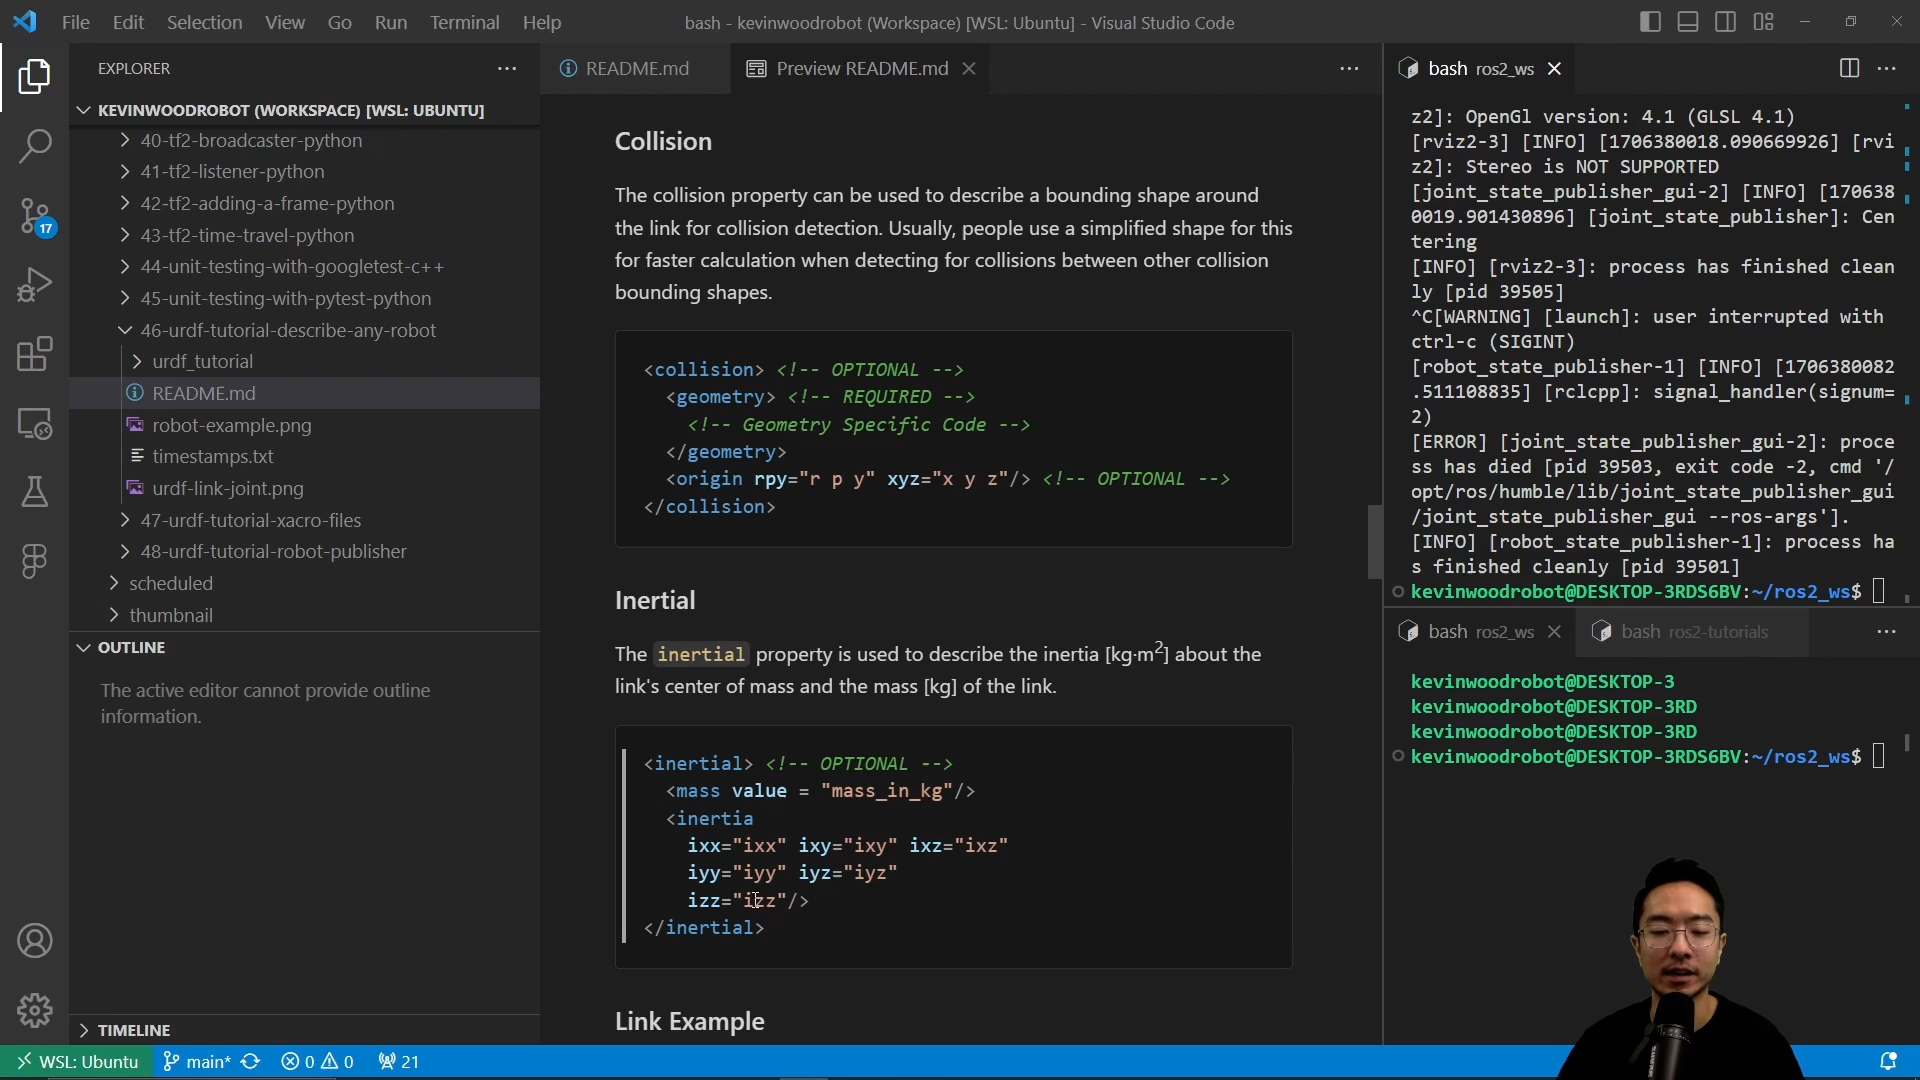 File Edit Selection View Go Run Terminal Help
bash - kevinwoodrobot (Workspace) [WSL: Ubuntu] - Visual Studio Code
EXPLORER
KEVINWOODROBOT (WORKSPACE) [WSL: UBUNTU]
40-tf2-broadcaster-python
41-tf2-listener-python
42-tf2-adding-a-frame-python
43-tf2-time-travel-python
44-unit-testing-with-googletest-c++
45-unit-testing-with-pytest-python
46-urdf-tutorial-describe-any-robot
urdf_tutorial
README.md
robot-example.png
timestamps.txt
urdf-link-joint.png
47-urdf-tutorial-xacro-files
48-urdf-tutorial-robot-publisher
scheduled
thumbnail
OUTLINE
The active editor cannot provide outline
information.
TIMELINE
17
README.md
Preview README.md
Collision
The collision property can be used to describe a bounding shape around
the link for collision detection. Usually, people use a simplified shape for this
for faster calculation when detecting for collisions between other collision
bounding shapes.
<collision> <!-- OPTIONAL -->
<geometry> <!-- REQUIRED -->
<!-- Geometry Specific Code -->
</geometry>
<origin rpy="r p y" xyz="x y z"/> <!-- OPTIONAL -->
</collision>
Inertial
The inertial property is used to describe the inertia [kg·m2] about the
link's center of mass and the mass [kg] of the link.
<inertial> <!-- OPTIONAL -->
<mass value = "mass_in_kg"/>
<inertia
ixx="ixx" ixy="ixy" ixz="ixz"
iyy="iyy" iyz="iyz"
izz="izz"/>
</inertial>
Link Example
bash ros2_ws
z2]: OpenGl version: 4.1 (GLSL 4.1)
[rviz2-3] [INFO] [1706380018.090669926] [rvi
z2]: Stereo is NOT SUPPORTED
[joint_state_publisher_gui-2] [INFO] [170638
0019.901430896] [joint_state_publisher]: Cen
tering
[INFO] [rviz2-3]: process has finished clean
ly [pid 39505]
^C[WARNING] [launch]: user interrupted with
ctrl-c (SIGINT)
[robot_state_publisher-1] [INFO] [1706380082
.511108835] [rclcpp]: signal_handler(signum=
2)
[ERROR] [joint_state_publisher_gui-2]: proce
ss has died [pid 39503, exit code -2, cmd '/
opt/ros/humble/lib/joint_state_publisher_gui
/joint_state_publisher_gui --ros-args'].
[INFO] [robot_state_publisher-1]: process ha
s finished cleanly [pid 39501]
kevinwoodrobot@DESKTOP-3RDS6BV:~/ros2_ws$
bash ros2_ws
bash ros2-tutorials
kevinwoodrobot@DESKTOP-3
kevinwoodrobot@DESKTOP-3RD
kevinwoodrobot@DESKTOP-3RD
kevinwoodrobot@DESKTOP-3RDS6BV:~/ros2_ws$
WSL: Ubuntu main* 0 0 21